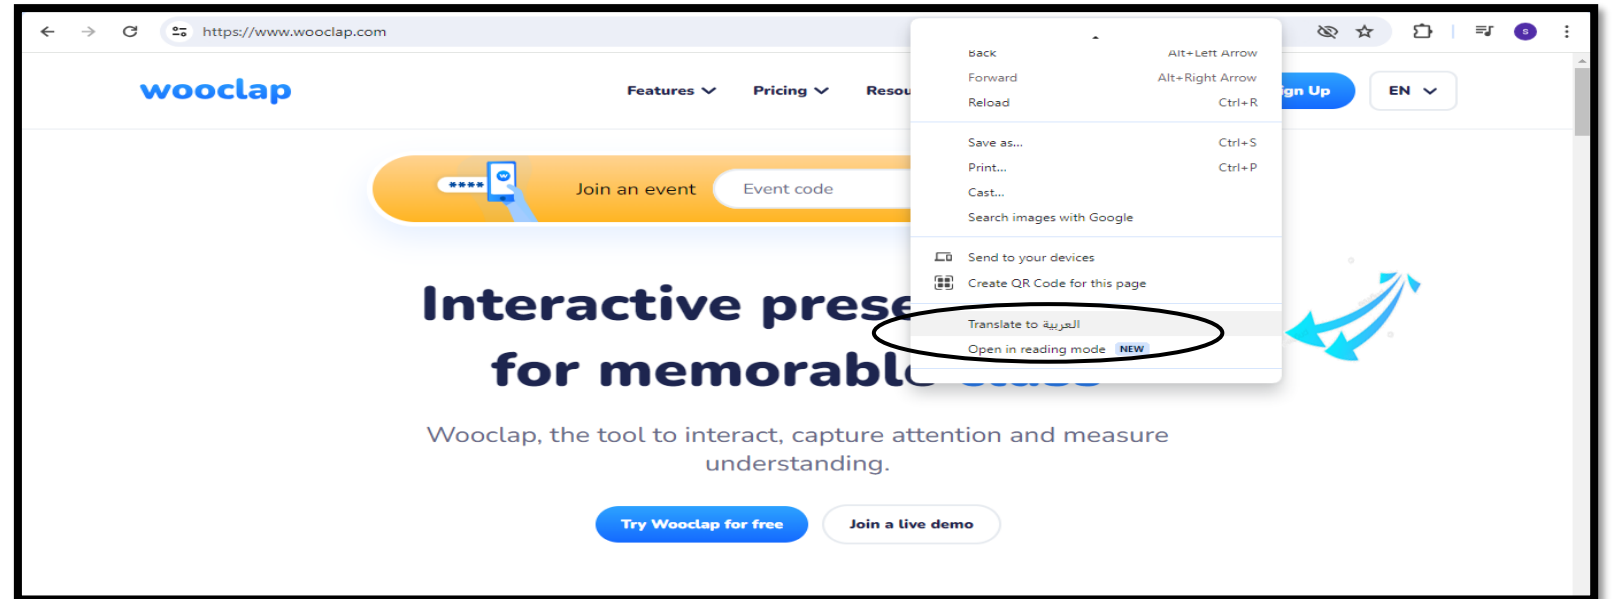 https://www.wooclap.com
s
wooclap
Features
Pricing
Resou
ign Up
EN
****
w
Join an event
Event code
Back Alt+Left Arrow
Forward Alt+Right Arrow
Reload Ctrl+R
Save as... Ctrl+S
Print... Ctrl+P
Cast...
Search images with Google
Send to your devices
Create QR Code for this page
Translate to العربية
Open in reading mode NEW
Interactive prese
for memorable class
Wooclap, the tool to interact, capture attention and measure
understanding.
Try Wooclap for free
Join a live demo